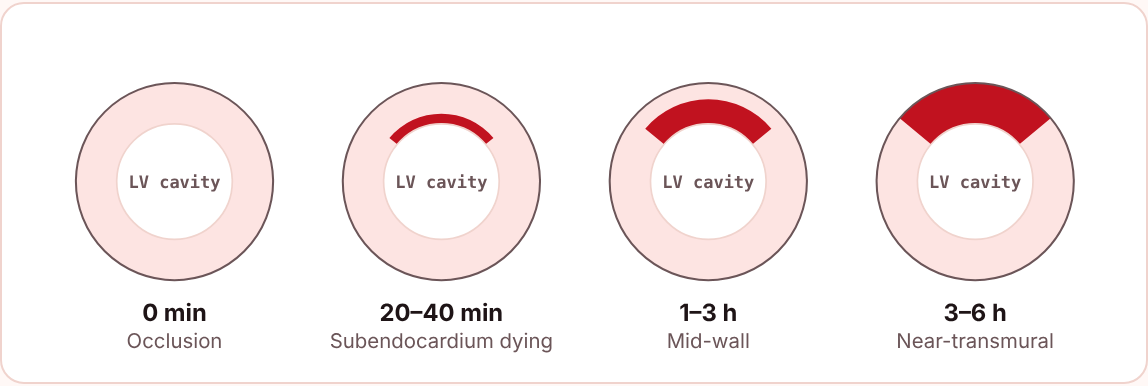 LV cavity
LV cavity
LV cavity
LV cavity
0 min
20–40 min
1–3 h
3–6 h
Occlusion
Subendocardium dying
Mid-wall
Near-transmural